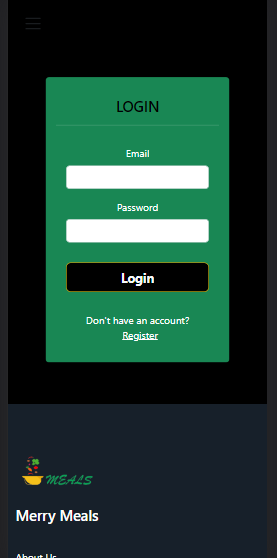 LOGIN
Email
Password
Login
Don't have an account?
Register
MEALS
Merry Meals
About Us